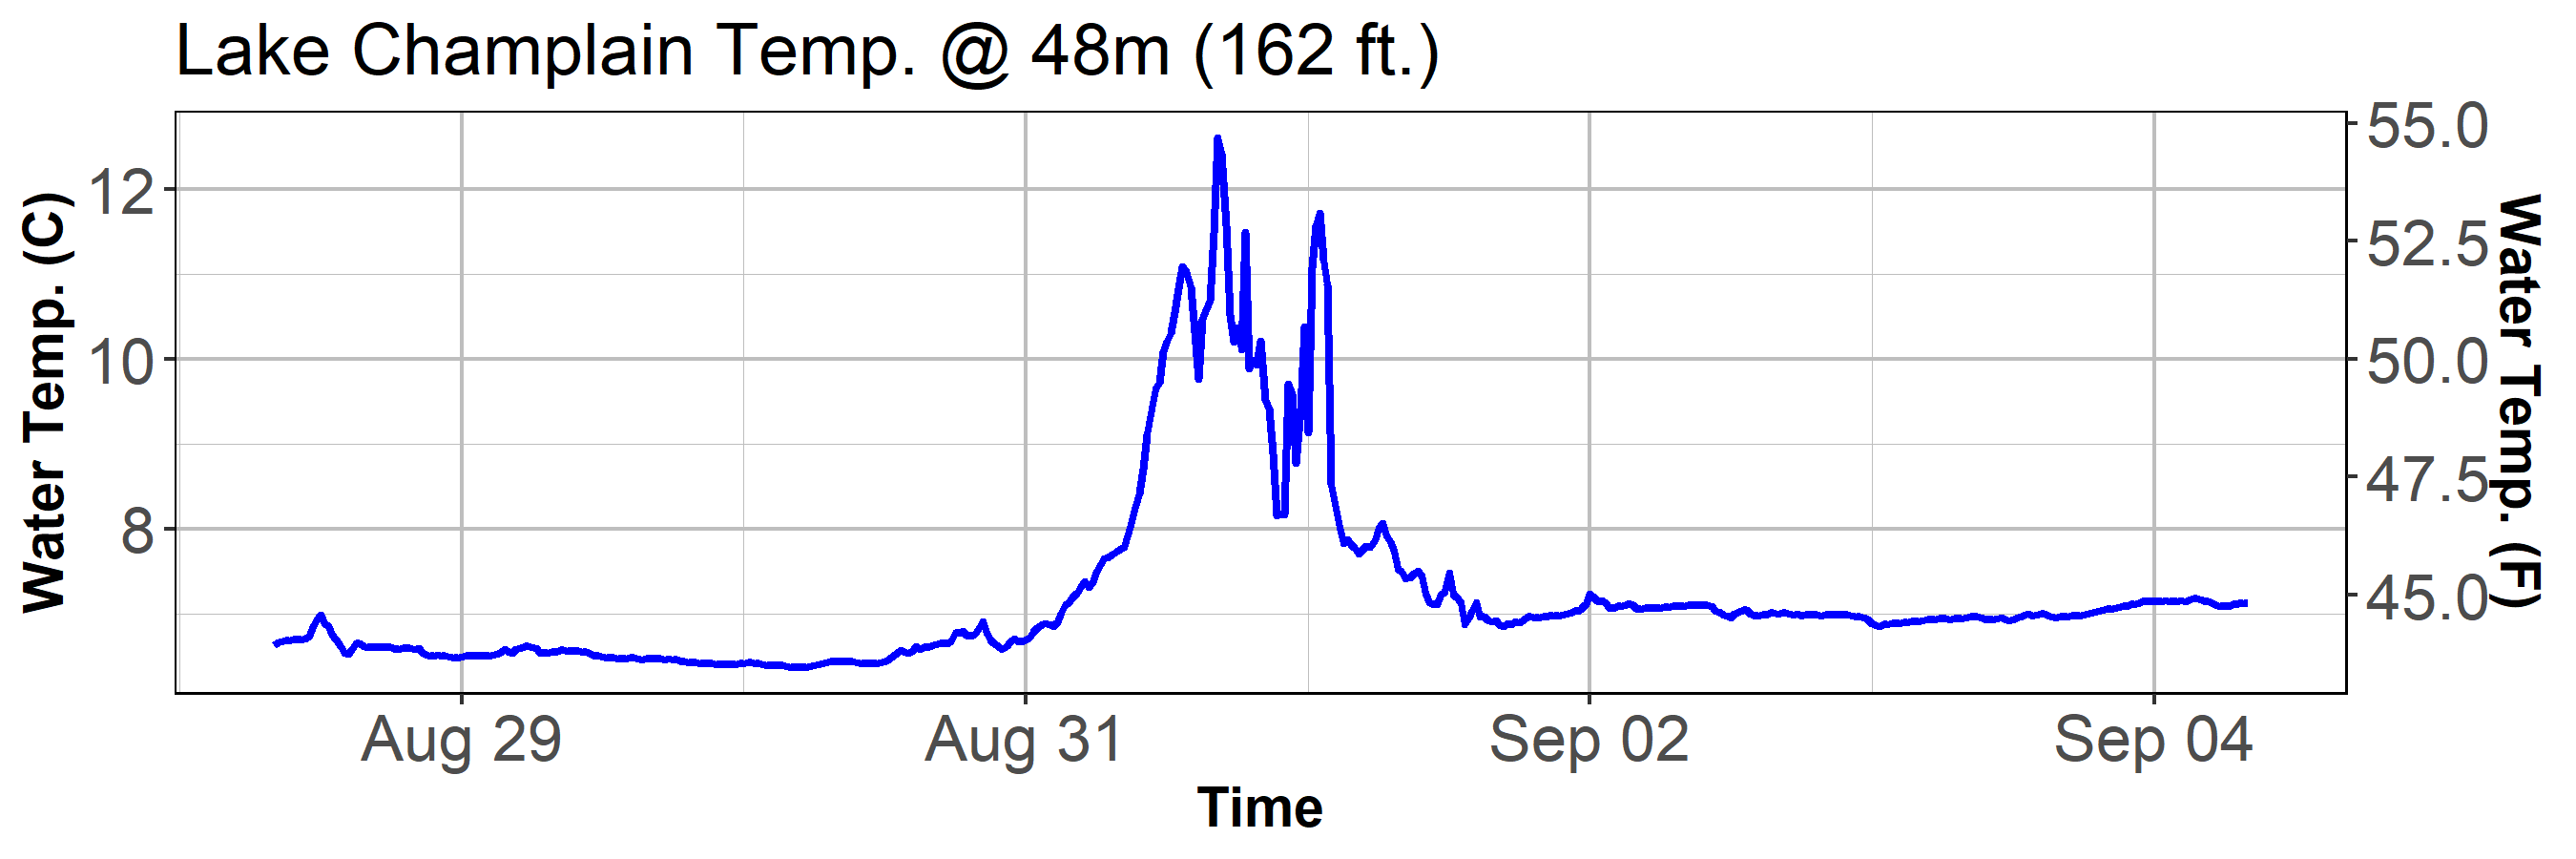 Lake Champlain Temp. @ 48m (162 ft.)
Water Temp. (C)
12
10
8
55.0
52.5
50.0
47.5
45.0
Water Temp. (F)
Aug 29
Aug 31
Sep 02
Sep 04
Time